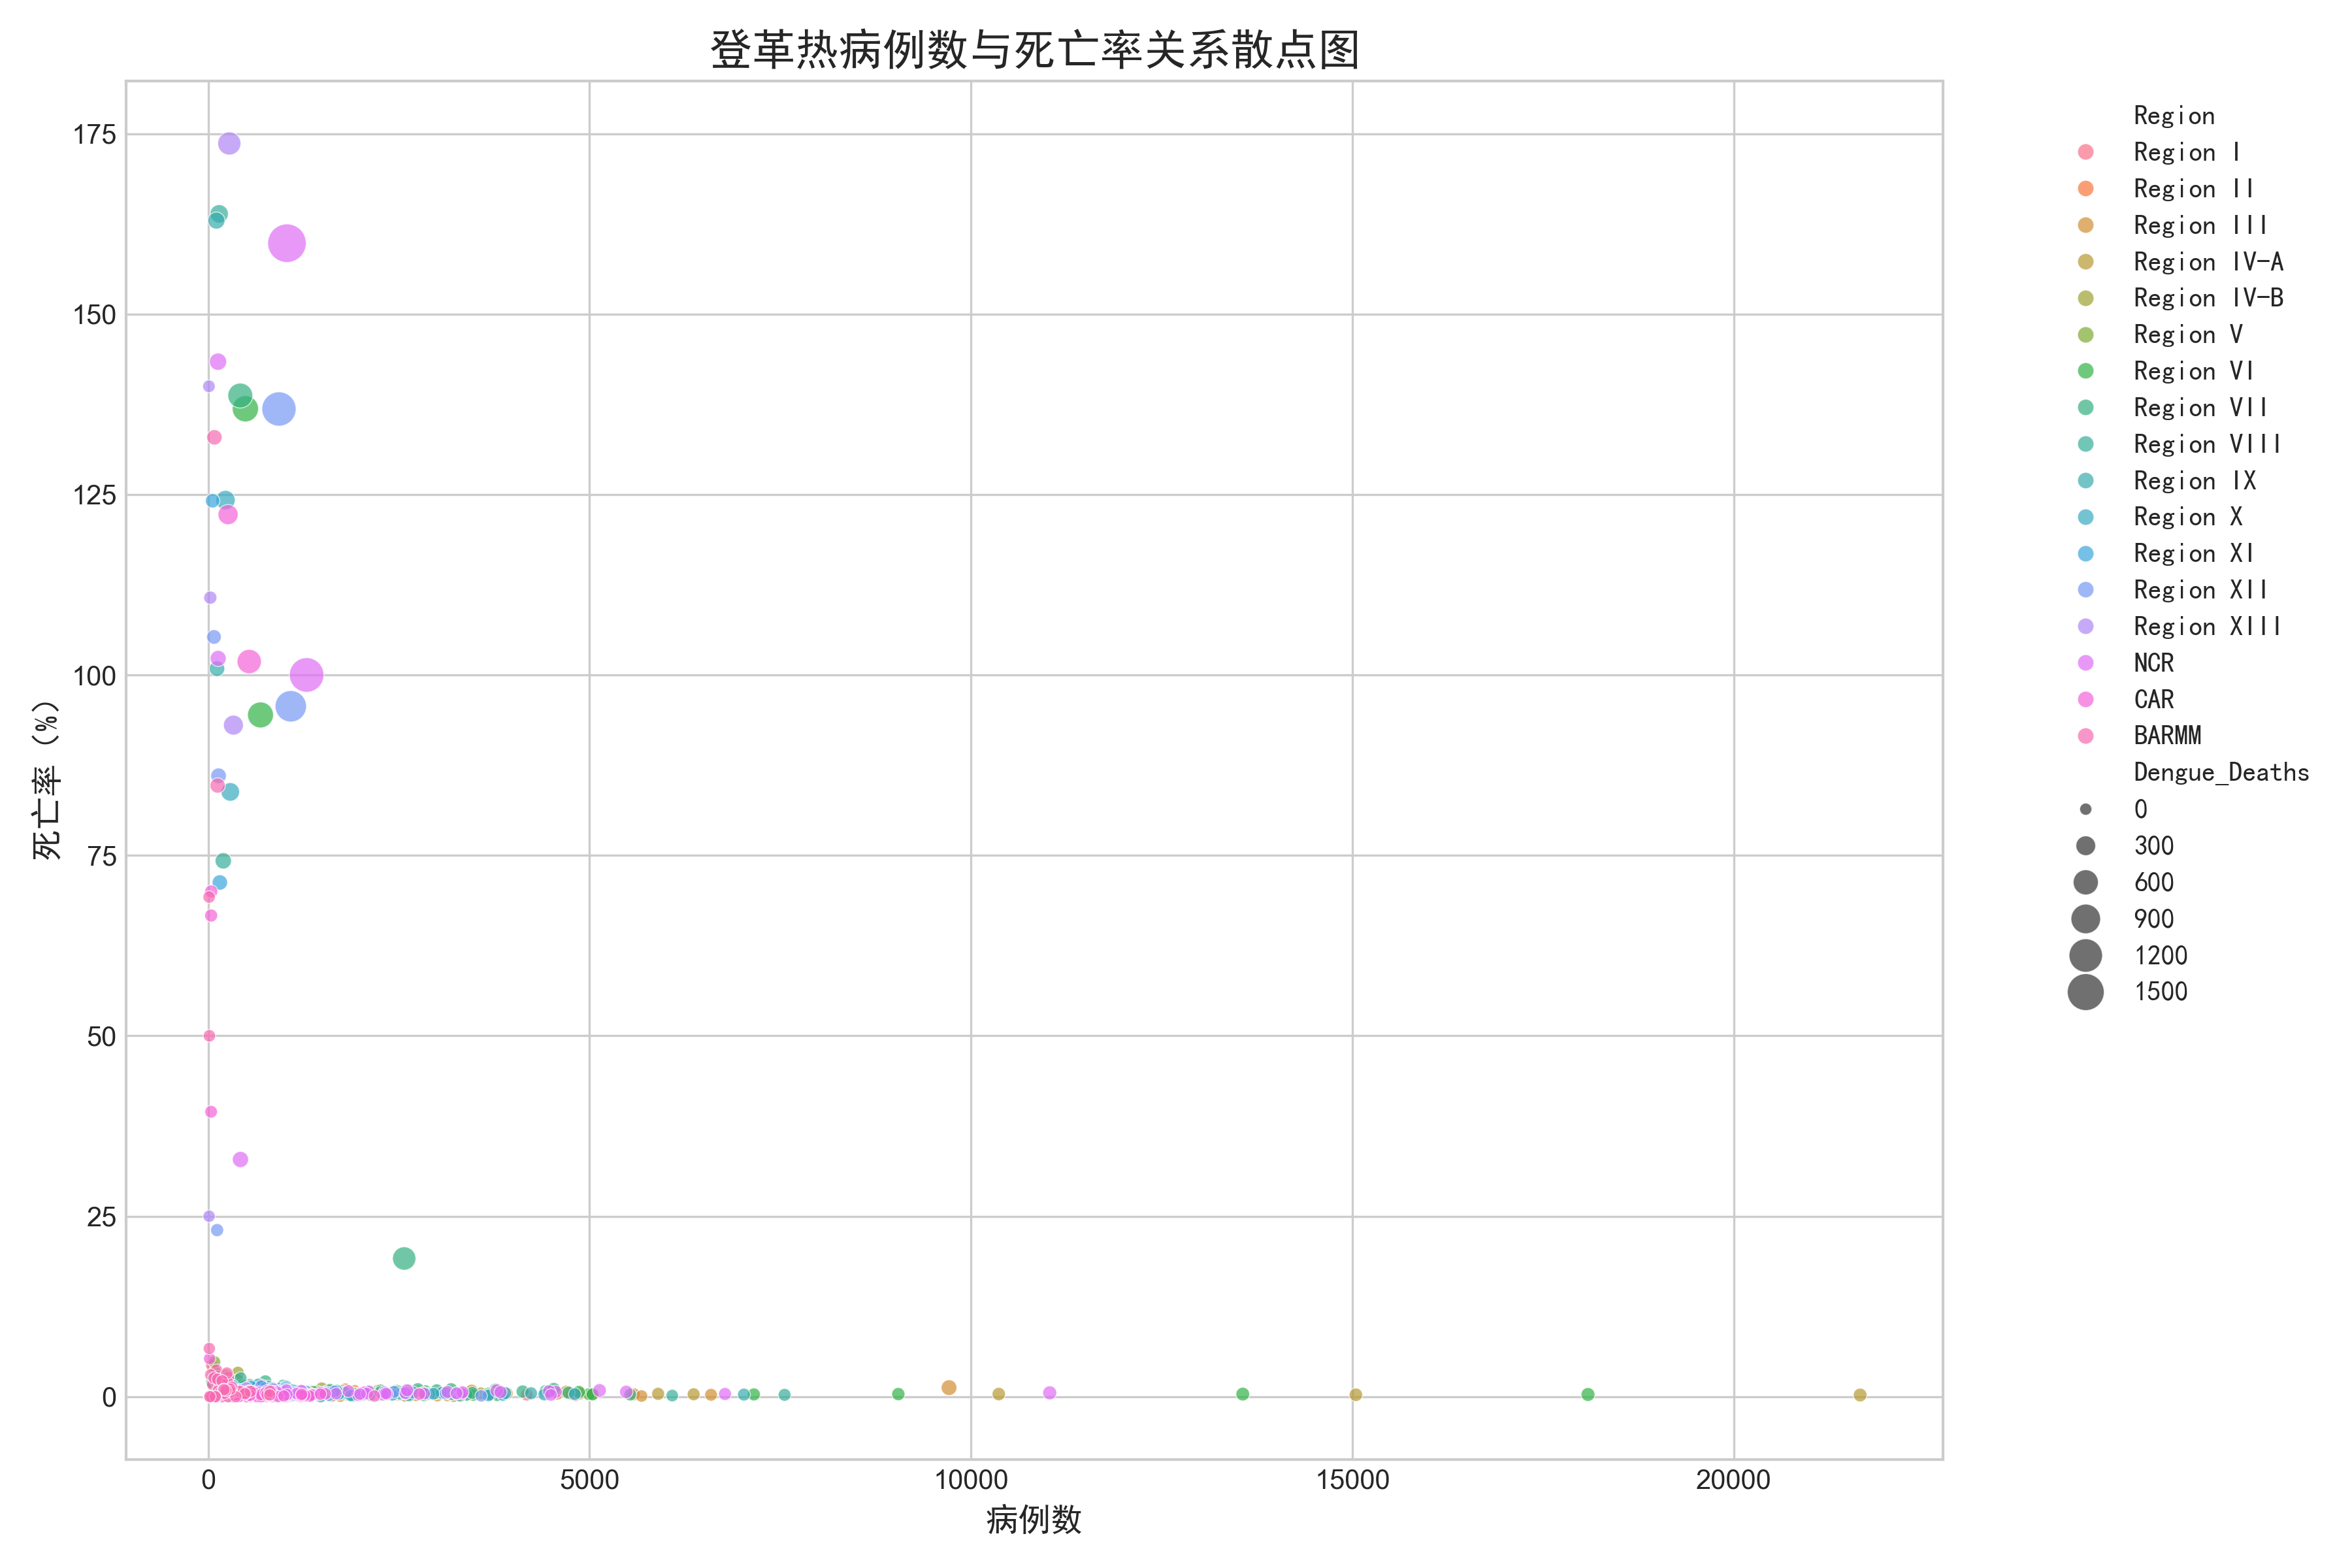 登革热病例数与死亡率关系散点图
175
150
125
100
75
50
25
0
死亡率 (%)
0
5000
10000
15000
20000
病例数
Region
Region I
Region II
Region III
Region IV-A
Region IV-B
Region V
Region VI
Region VII
Region VIII
Region IX
Region X
Region XI
Region XII
Region XIII
NCR
CAR
BARMM
Dengue_Deaths
0
300
600
900
1200
1500